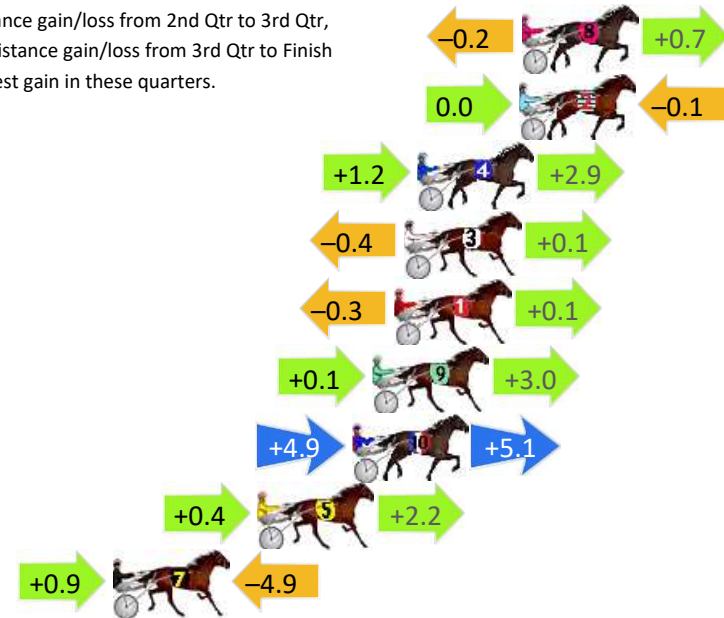 ance gain/loss from 2nd Qtr to 3rd Qtr,
istance gain/loss from 3rd Qtr to Finish
est gain in these quarters.
–0.2 8 +0.7
0.0 2 –0.1
+1.2 4 +2.9
–0.4 3 +0.1
–0.3 1 +0.1
+0.1 9 +3.0
+4.9 10 +5.1
+0.4 5 +2.2
+0.9 7 –4.9